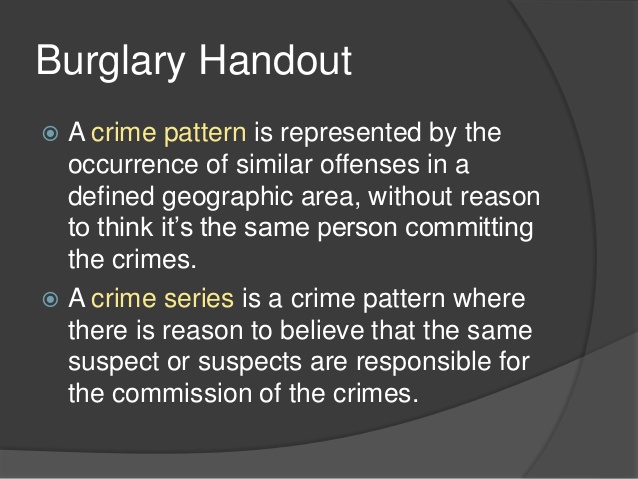 Burglary Handout
A crime pattern is represented by the
occurrence of similar offenses in a
defined geographic area, without reason
to think it’s the same person committing
the crimes.
A crime series is a crime pattern where
there is reason to believe that the same
suspect or suspects are responsible for
the commission of the crimes.